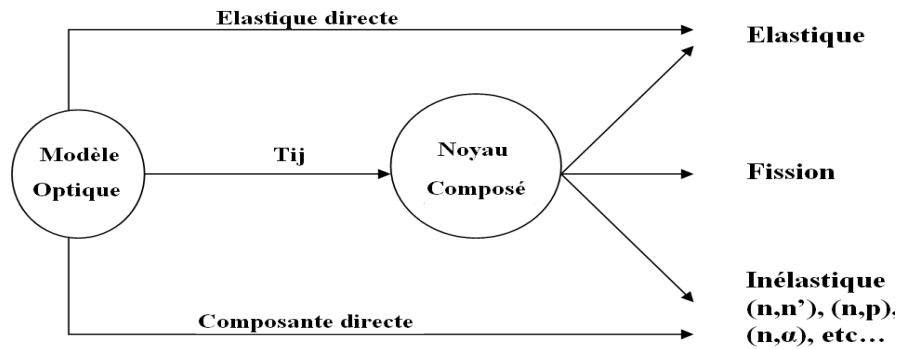 Elastique directe
Elastique
Modèle
Optique
Tij
Noyau
Composé
Fission
Inélastique
(n,n’), (n,p),
(n,α), etc…
Composante directe